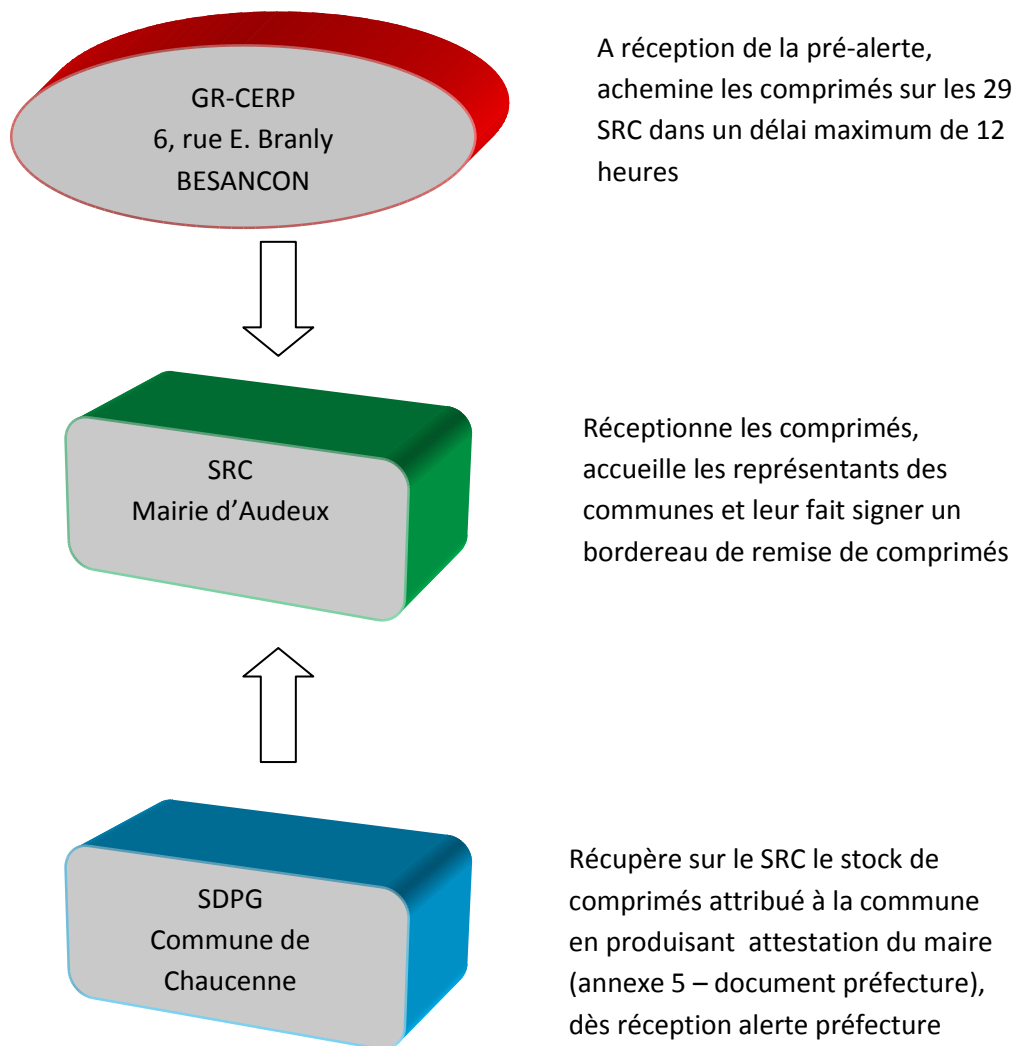 GR-CERP
6, rue E. Branly
BESANCON
A réception de la pré-alerte,
achemine les comprimés sur les 29
SRC dans un délai maximum de 12
heures
SRC
Mairie d’Audeux
Réceptionne les comprimés,
accueille les représentants des
communes et leur fait signer un
bordereau de remise de comprimés
SDPG
Commune de
Chaucenne
Récupère sur le SRC le stock de
comprimés attribué à la commune
en produisant  attestation du maire
(annexe 5 – document préfecture),
dès réception alerte préfecture